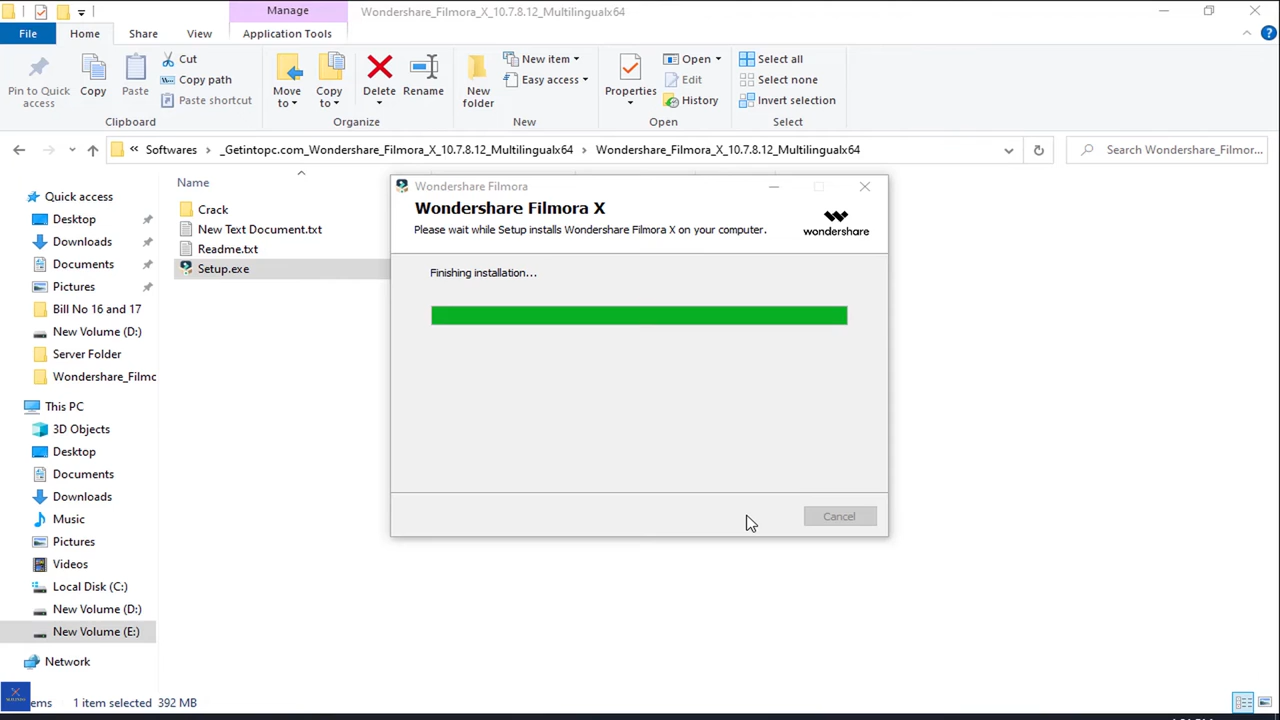 Manage
Wondershare_Filmora_X_10.7.8.12_Multilingualx64
File
Home
Share
View
Application Tools
Pin to Quick access
Copy
Paste
Cut
Copy path
Paste shortcut
Move to
Copy to
Delete
Rename
New folder
New item
Easy access
Properties
Open
Edit
History
Select all
Select none
Invert selection
Clipboard
Organize
New
Open
Select
Softwares
_Getintopc.com_Wondershare_Filmora_X_10.7.8.12_Multilingualx64
Wondershare_Filmora_X_10.7.8.12_Multilingualx64
Search Wondershare_Filmor...
Quick access
Desktop
Downloads
Documents
Pictures
Bill No 16 and 17
New Volume (D:)
Server Folder
Wondershare_Filmo
This PC
3D Objects
Desktop
Documents
Downloads
Music
Pictures
Videos
Local Disk (C:)
New Volume (D:)
New Volume (E:)
Network
Name
Crack
New Text Document.txt
Readme.txt
Setup.exe
Wondershare Filmora
Wondershare Filmora X
Please wait while Setup installs Wondershare Filmora X on your computer.
wondershare
Finishing installation...
Cancel
ems
1 item selected
392 MB